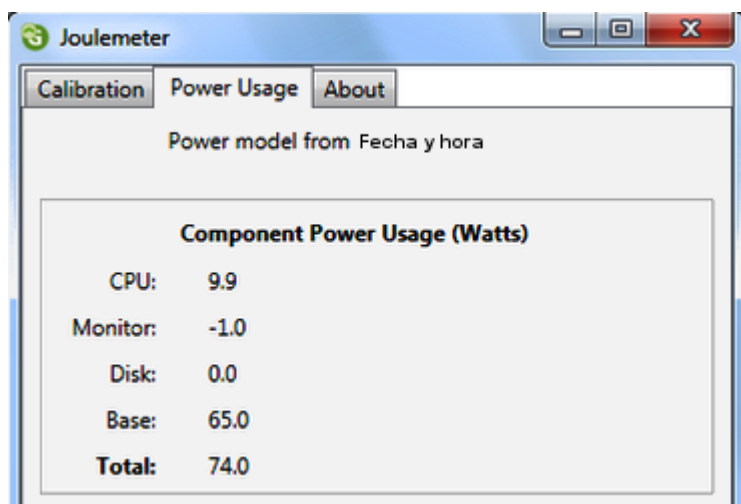 Joulemeter
Calibration Power Usage About
Power model from Fecha y hora
Component Power Usage (Watts)
CPU: 9.9
Monitor: -1.0
Disk: 0.0
Base: 65.0
Total: 74.0